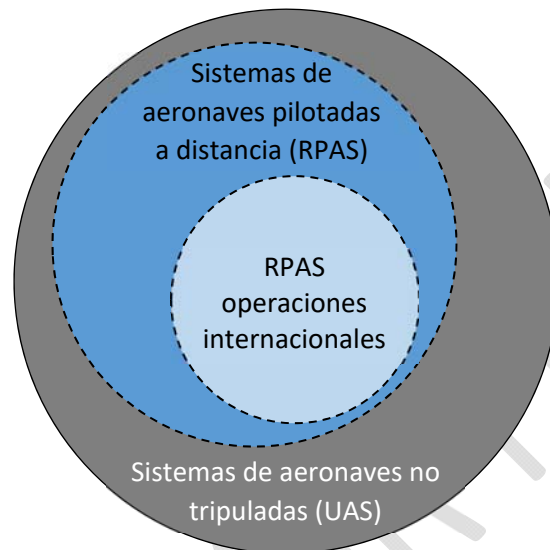 Sistemas de
aeronaves pilotadas
a distancia (RPAS)
RPAS
operaciones
internacionales
Sistemas de aeronaves no
tripuladas (UAS)